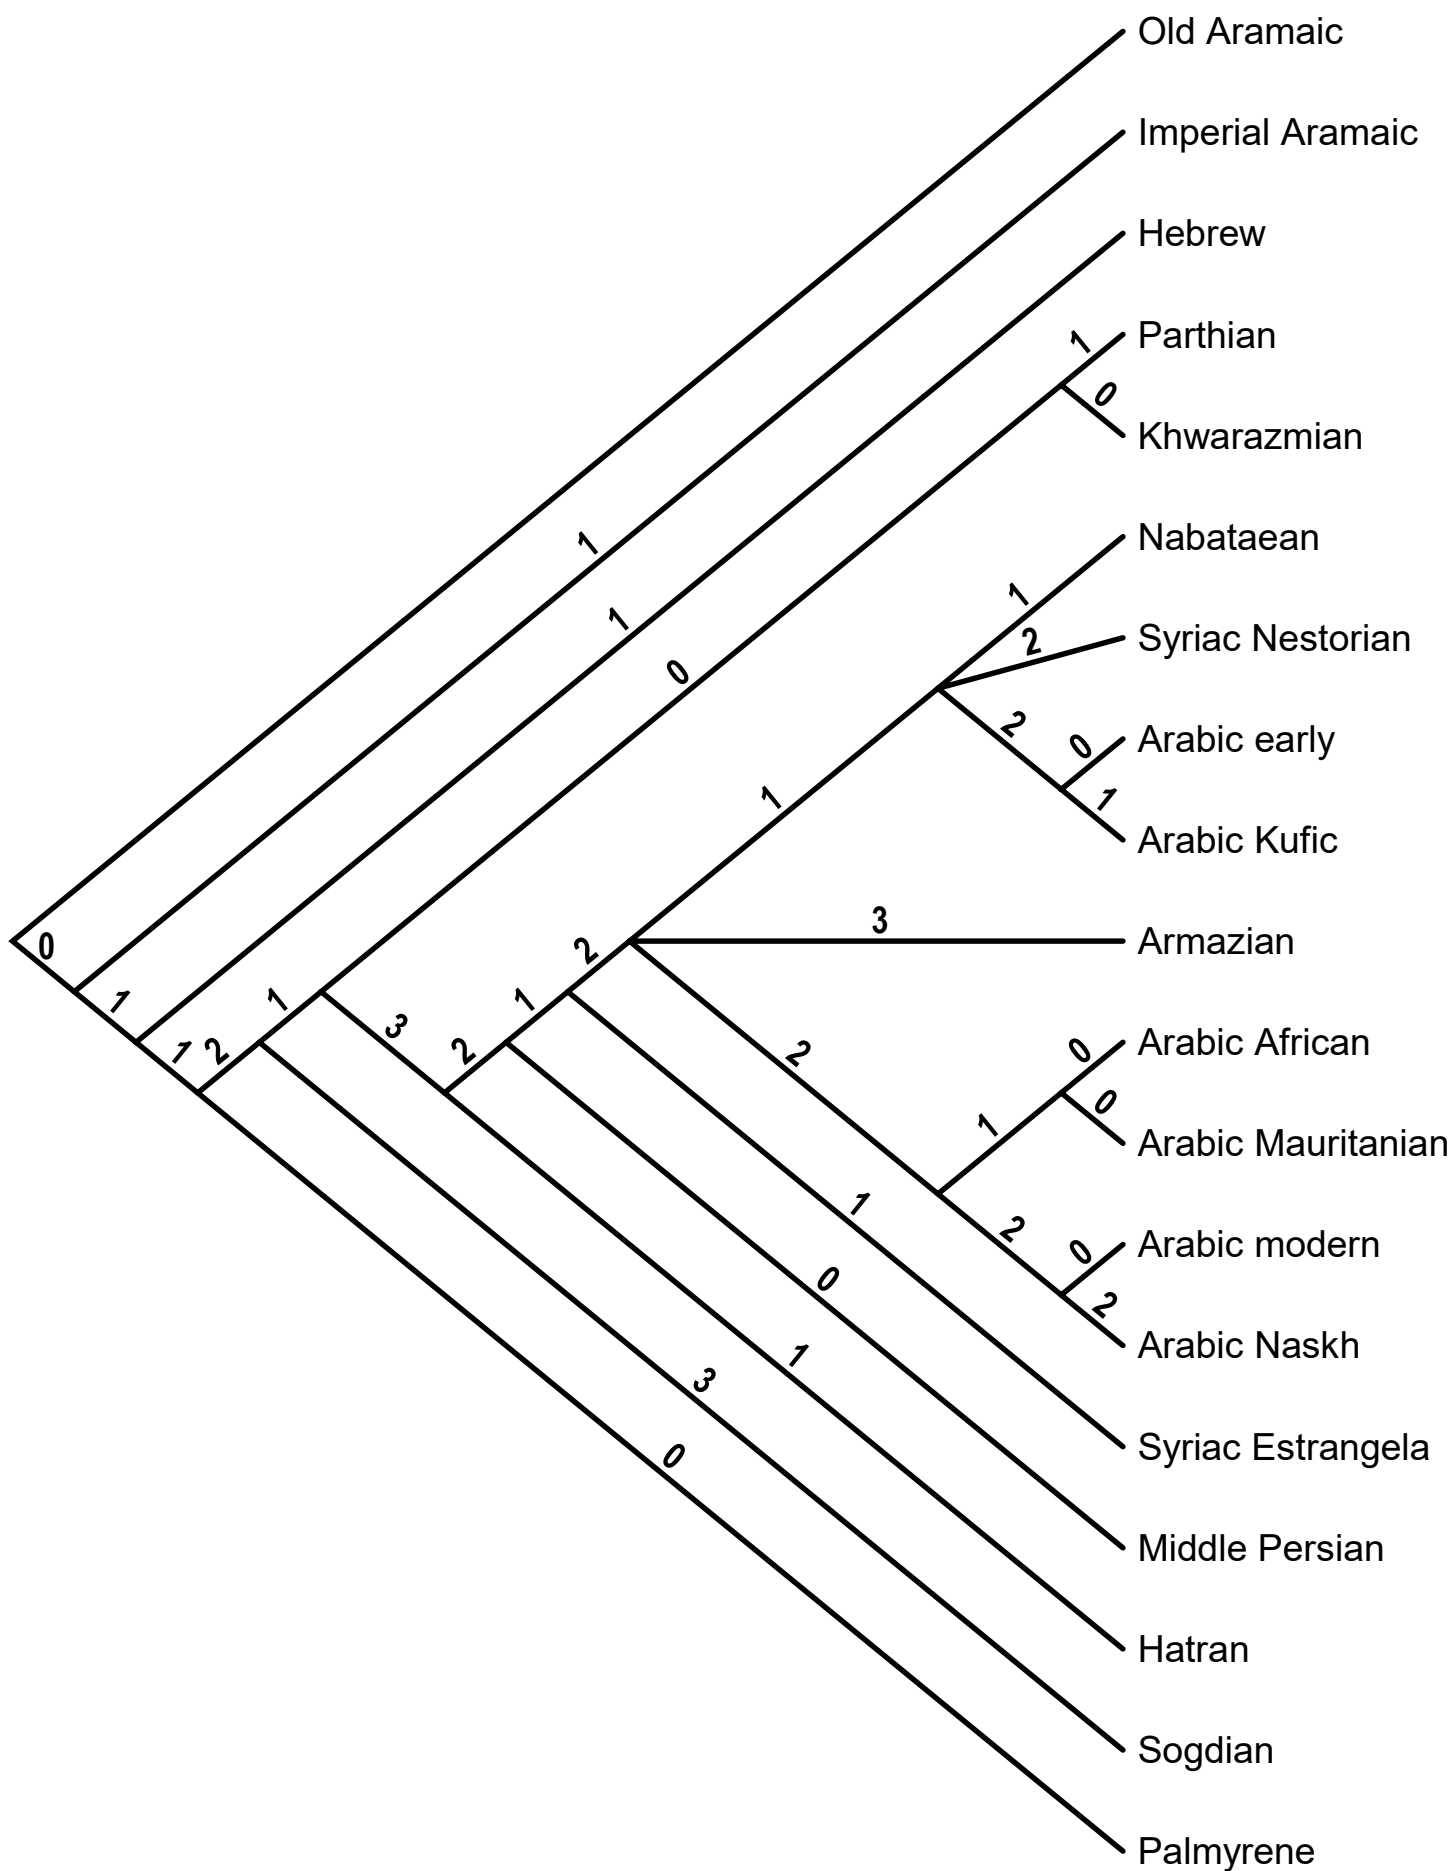 Old Aramaic
Imperial Aramaic
Hebrew
1 Parthian
0
Khwarazmian
1
Nabataean
1
1
2 Syriac Nestorian
0
2
0 Arabic early
1
1
Arabic Kufic
3
0
Armazian
2
1
1
1
3
Arabic African
0
1
2
2
2
0
1
Arabic Mauritanian
1
2
0
Arabic modern
0
2
1
Arabic Naskh
3
Syriac Estrangela
0
Middle Persian
Hatran
Sogdian
Palmyrene